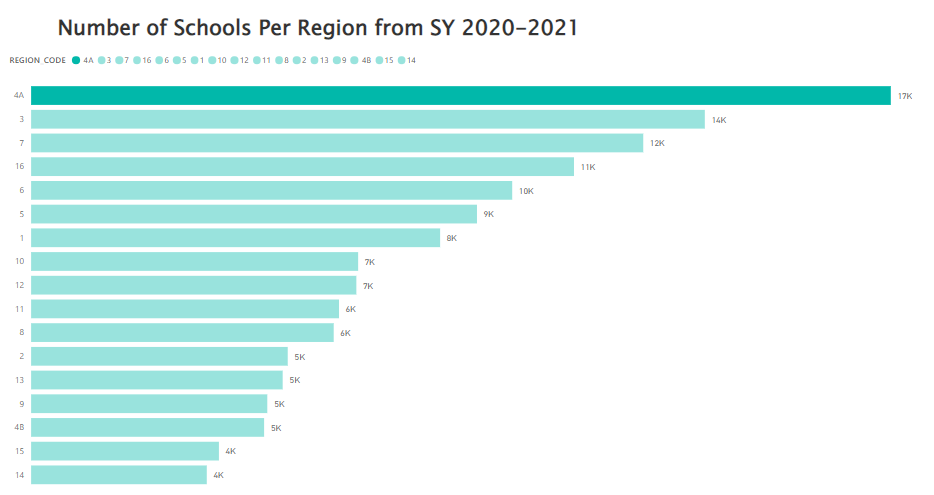 Number of Schools Per Region from SY 2020-2021
REGION_CODE 4A 3 7 16 6 5 1 10 12 11 8 2 13 9 4B 15 14
4A 17K
3 14K
7 12K
16 11K
6 10K
5 9K
1 8K
10 7K
12 7K
11 6K
8 6K
2 5K
13 5K
9 5K
4B 5K
15 4K
14 4K